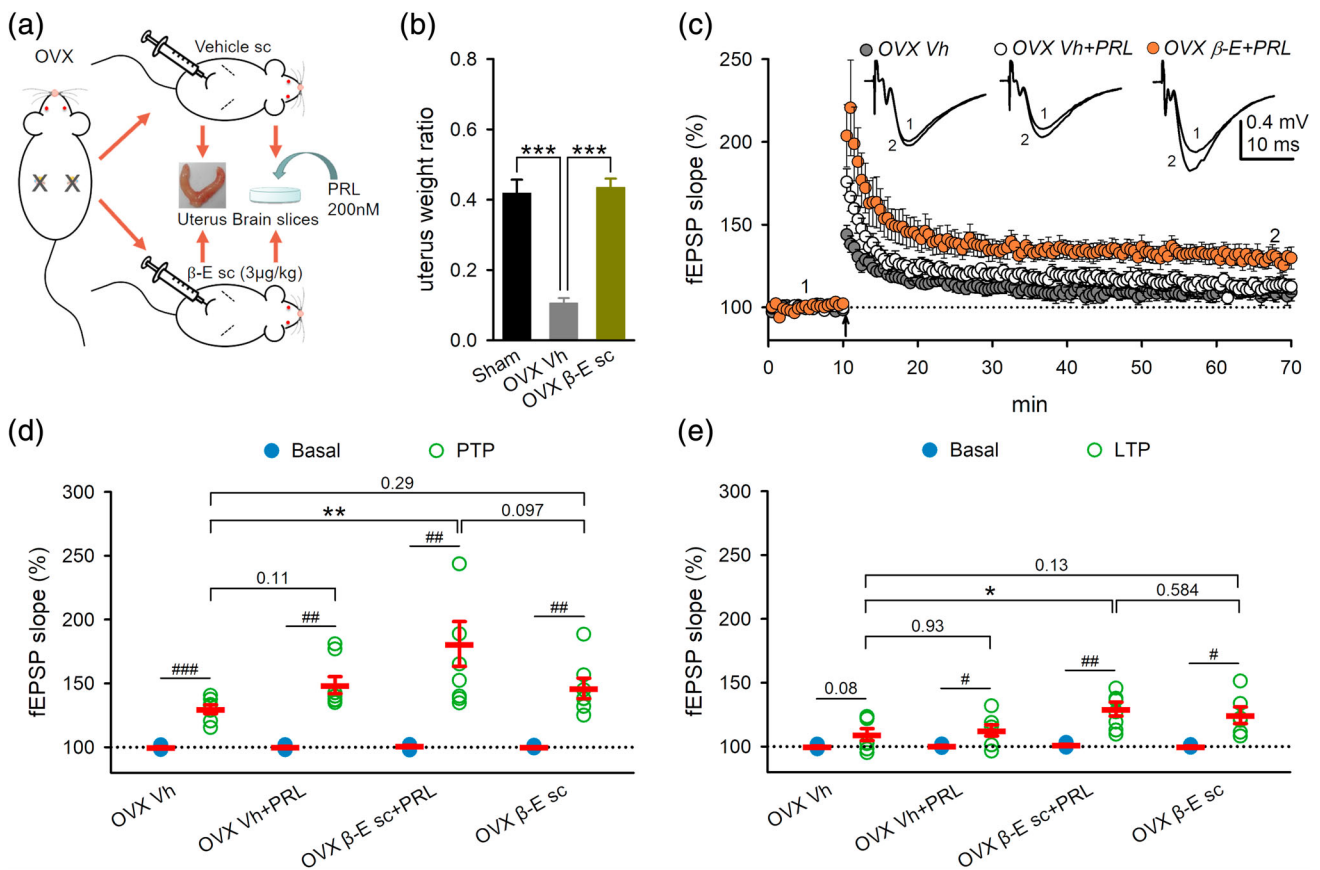 (a)
OVX
Vehicle sc
Uterus Brain slices
PRL
200nM
β-E sc (3μg/kg)
(b)
uterus weight ratio
0.8
0.6
0.4
0.2
0.0
*** ***
Sham
OVX Vh
OVX β-E sc
(c)
OVX Vh
OVX Vh+PRL
OVX β-E+PRL
fEPSP slope (%)
250
200
150
100
1
2
1
2
1
2
0.4 mV
10 ms
1
2
0 10 20 30 40 50 60 70
min
(d)
Basal
PTP
fEPSP slope (%)
300
250
200
150
100
0.29
**
0.097
##
0.11
##
##
###
OVX Vh
OVX Vh+PRL
OVX β-E sc+PRL
OVX β-E sc
(e)
Basal
LTP
fEPSP slope (%)
300
250
200
150
100
0.13
*
0.584
0.93
#
##
#
0.08
OVX Vh
OVX Vh+PRL
OVX β-E sc+PRL
OVX β-E sc